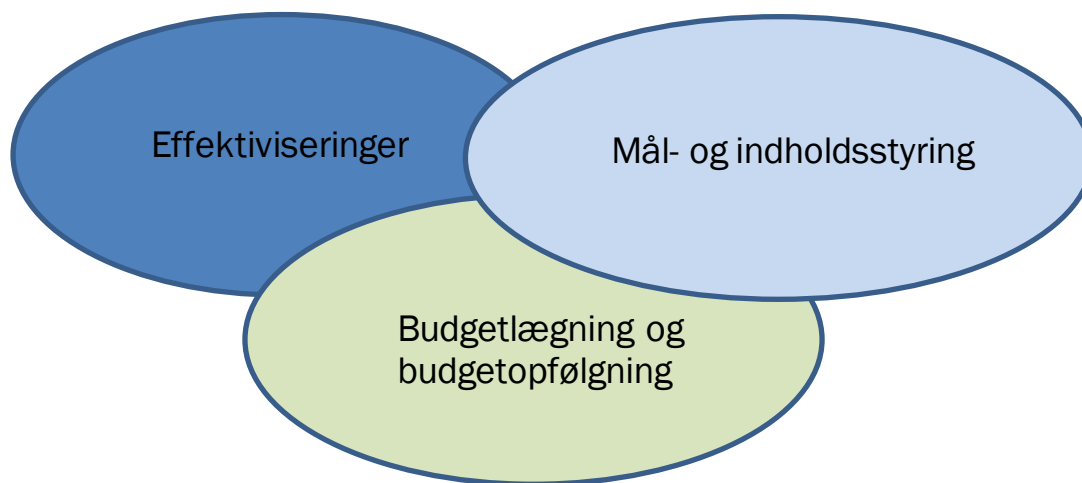 Effektiviseringer
Mål- og indholdsstyring
Budgetlægning og
budgetopfølgning